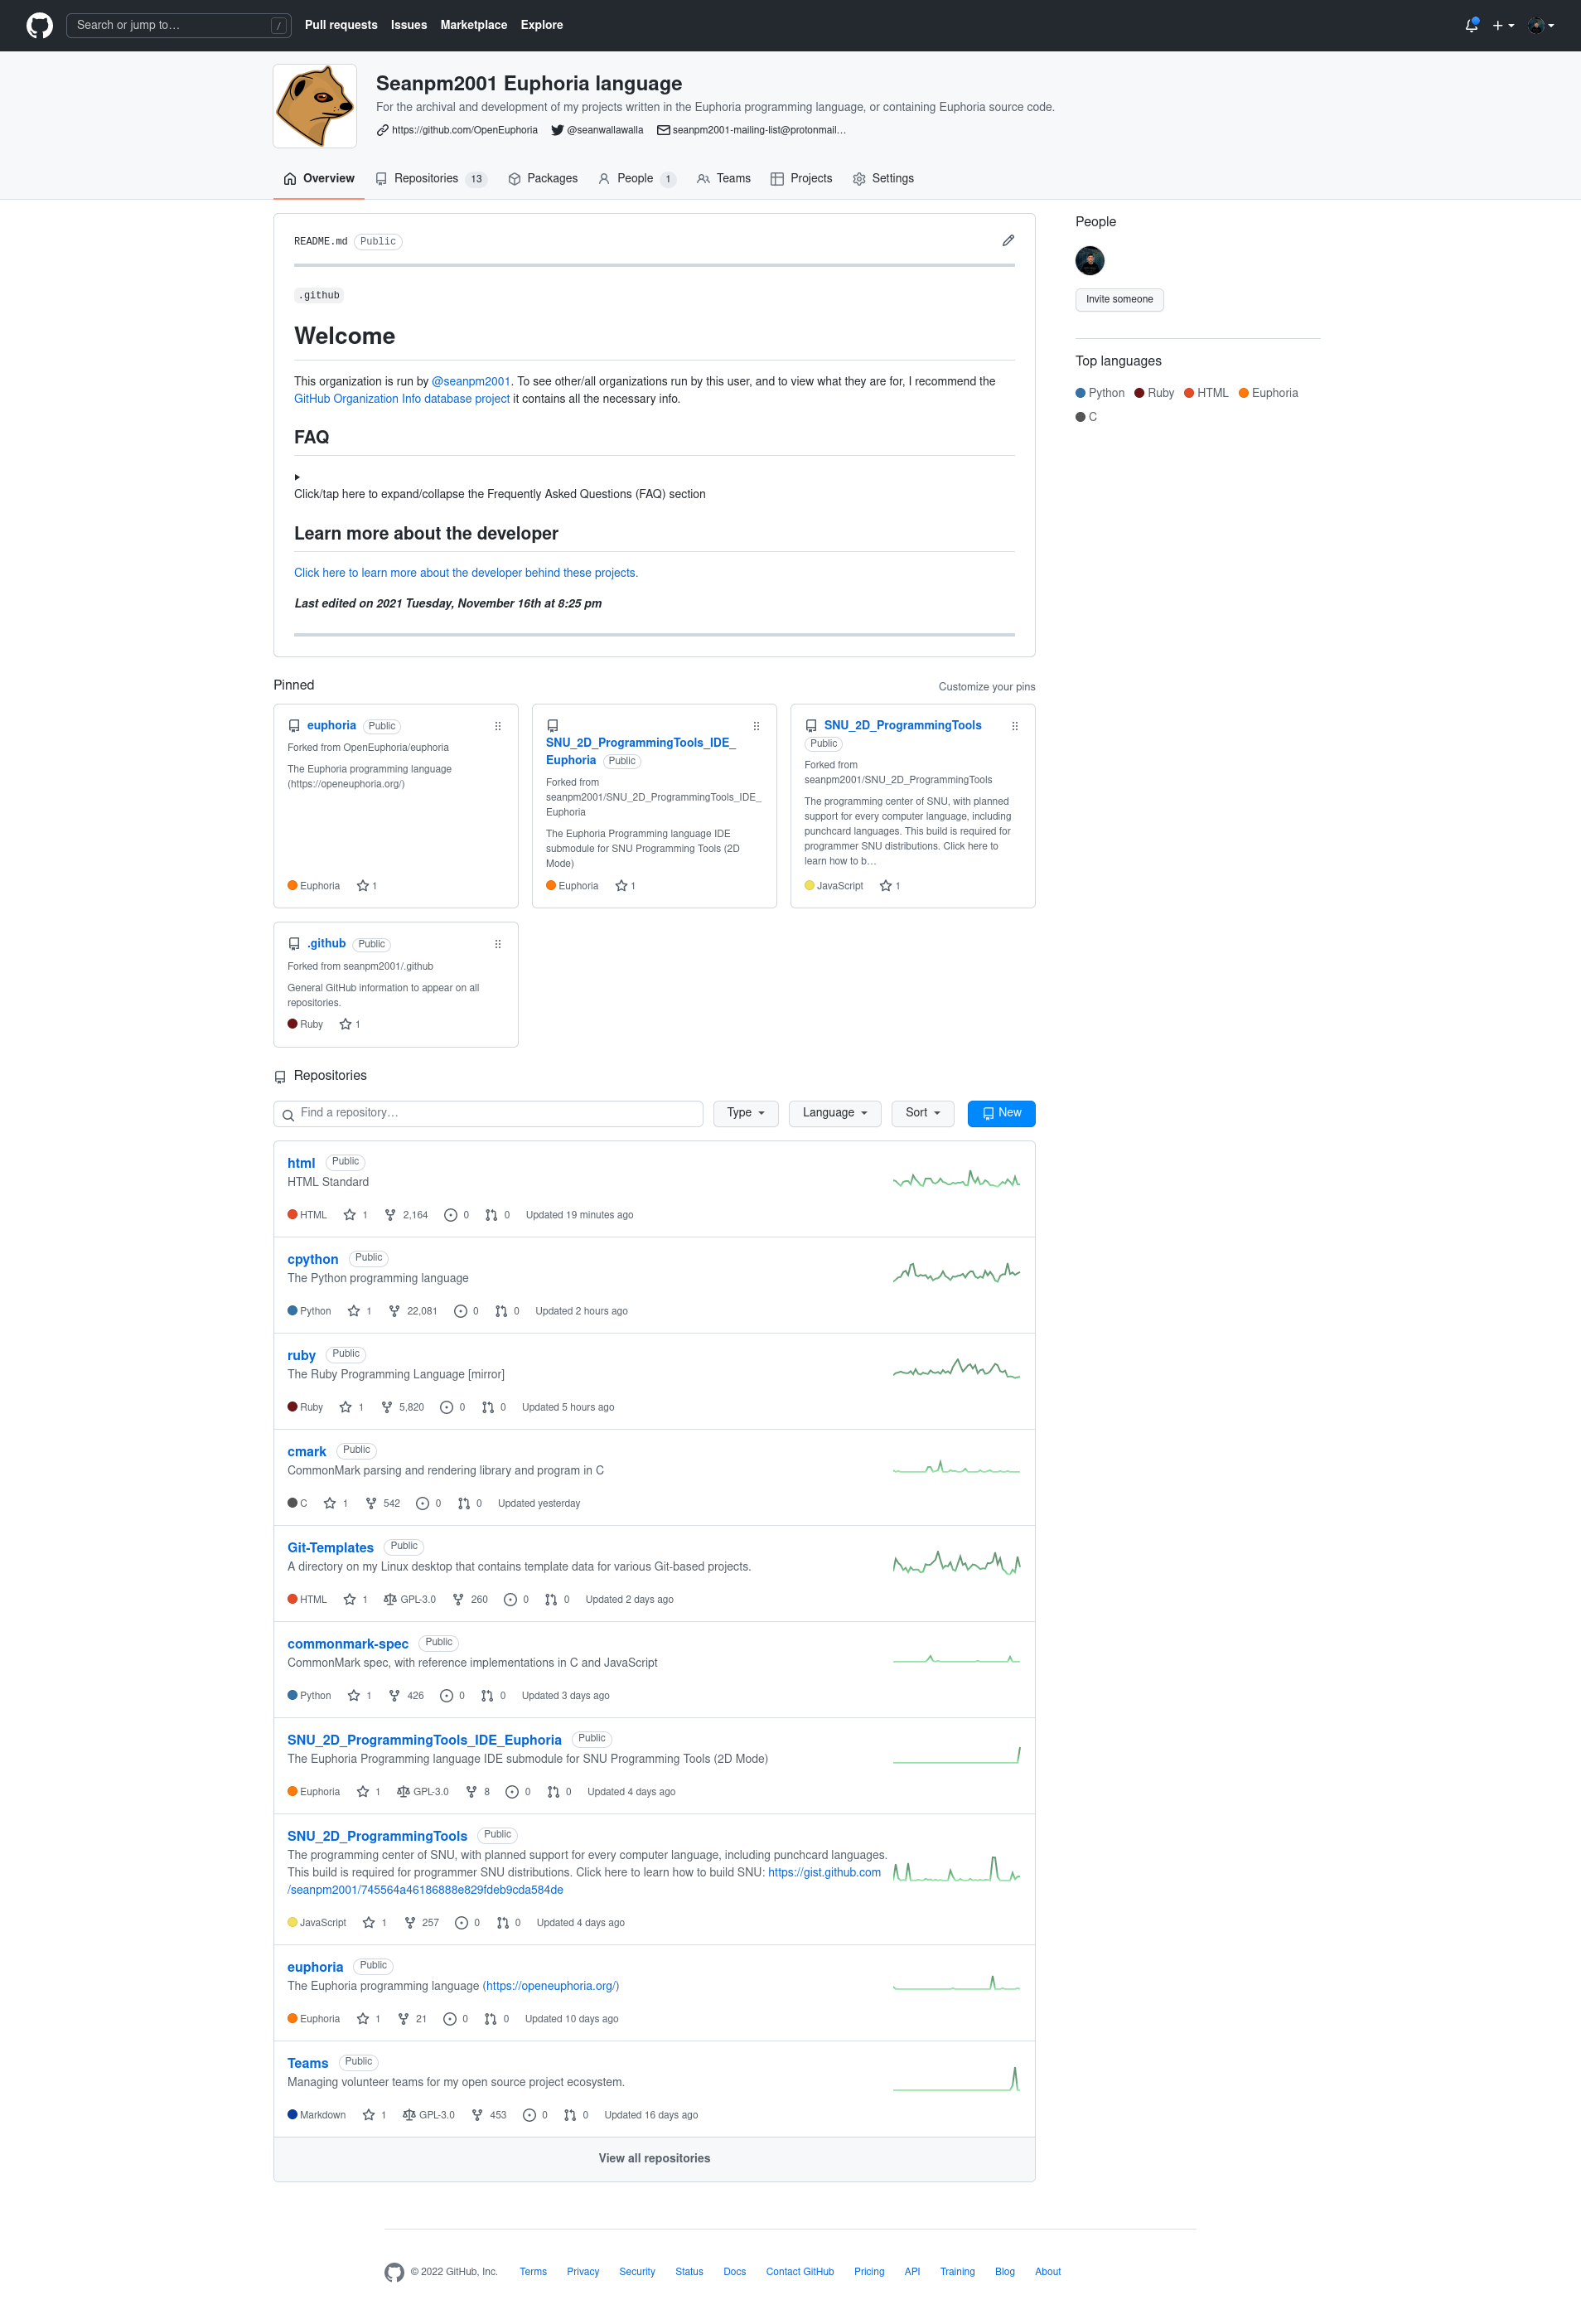 Search or jump to…
/
Pull requests
Issues
Marketplace
Explore
Seanpm2001 Euphoria language
For the archival and development of my projects written in the Euphoria programming language, or containing Euphoria source code.
https://github.com/OpenEuphoria
@seanwallawalla
seanpm2001-mailing-list@protonmail…
Overview
Repositories 13
Packages
People 1
Teams
Projects
Settings
README.md Public
.github
Welcome
This organization is run by @seanpm2001. To see other/all organizations run by this user, and to view what they are for, I recommend the
GitHub Organization Info database project it contains all the necessary info.
FAQ
Click/tap here to expand/collapse the Frequently Asked Questions (FAQ) section
Learn more about the developer
Click here to learn more about the developer behind these projects.
Last edited on 2021 Tuesday, November 16th at 8:25 pm
People
Invite someone
Top languages
Python Ruby HTML Euphoria
C
Pinned
Customize your pins
euphoria Public
Forked from OpenEuphoria/euphoria
The Euphoria programming language
(https://openeuphoria.org/)
Euphoria 1
SNU_2D_ProgrammingTools_IDE_
Euphoria Public
Forked from
seanpm2001/SNU_2D_ProgrammingTools_IDE_
Euphoria
The Euphoria Programming language IDE
submodule for SNU Programming Tools (2D
Mode)
Euphoria 1
SNU_2D_ProgrammingTools
Public
Forked from
seanpm2001/SNU_2D_ProgrammingTools
The programming center of SNU, with planned
support for every computer language, including
punchcard languages. This build is required for
programmer SNU distributions. Click here to
learn how to b…
JavaScript 1
.github Public
Forked from seanpm2001/.github
General GitHub information to appear on all
repositories.
Ruby 1
Repositories
Find a repository…
Type
Language
Sort
New
html Public
HTML Standard
HTML 1 2,164 0 0 Updated 19 minutes ago
cpython Public
The Python programming language
Python 1 22,081 0 0 Updated 2 hours ago
ruby Public
The Ruby Programming Language [mirror]
Ruby 1 5,820 0 0 Updated 5 hours ago
cmark Public
CommonMark parsing and rendering library and program in C
C 1 542 0 0 Updated yesterday
Git-Templates Public
A directory on my Linux desktop that contains template data for various Git-based projects.
HTML 1 GPL-3.0 260 0 0 Updated 2 days ago
commonmark-spec Public
CommonMark spec, with reference implementations in C and JavaScript
Python 1 426 0 0 Updated 3 days ago
SNU_2D_ProgrammingTools_IDE_Euphoria Public
The Euphoria Programming language IDE submodule for SNU Programming Tools (2D Mode)
Euphoria 1 GPL-3.0 8 0 0 Updated 4 days ago
SNU_2D_ProgrammingTools Public
The programming center of SNU, with planned support for every computer language, including punchcard languages.
This build is required for programmer SNU distributions. Click here to learn how to build SNU: https://gist.github.com
/seanpm2001/745564a46186888e829fdeb9cda584de
JavaScript 1 257 0 0 Updated 4 days ago
euphoria Public
The Euphoria programming language (https://openeuphoria.org/)
Euphoria 1 21 0 0 Updated 10 days ago
Teams Public
Managing volunteer teams for my open source project ecosystem.
Markdown 1 GPL-3.0 453 0 0 Updated 16 days ago
View all repositories
© 2022 GitHub, Inc.
Terms
Privacy
Security
Status
Docs
Contact GitHub
Pricing
API
Training
Blog
About